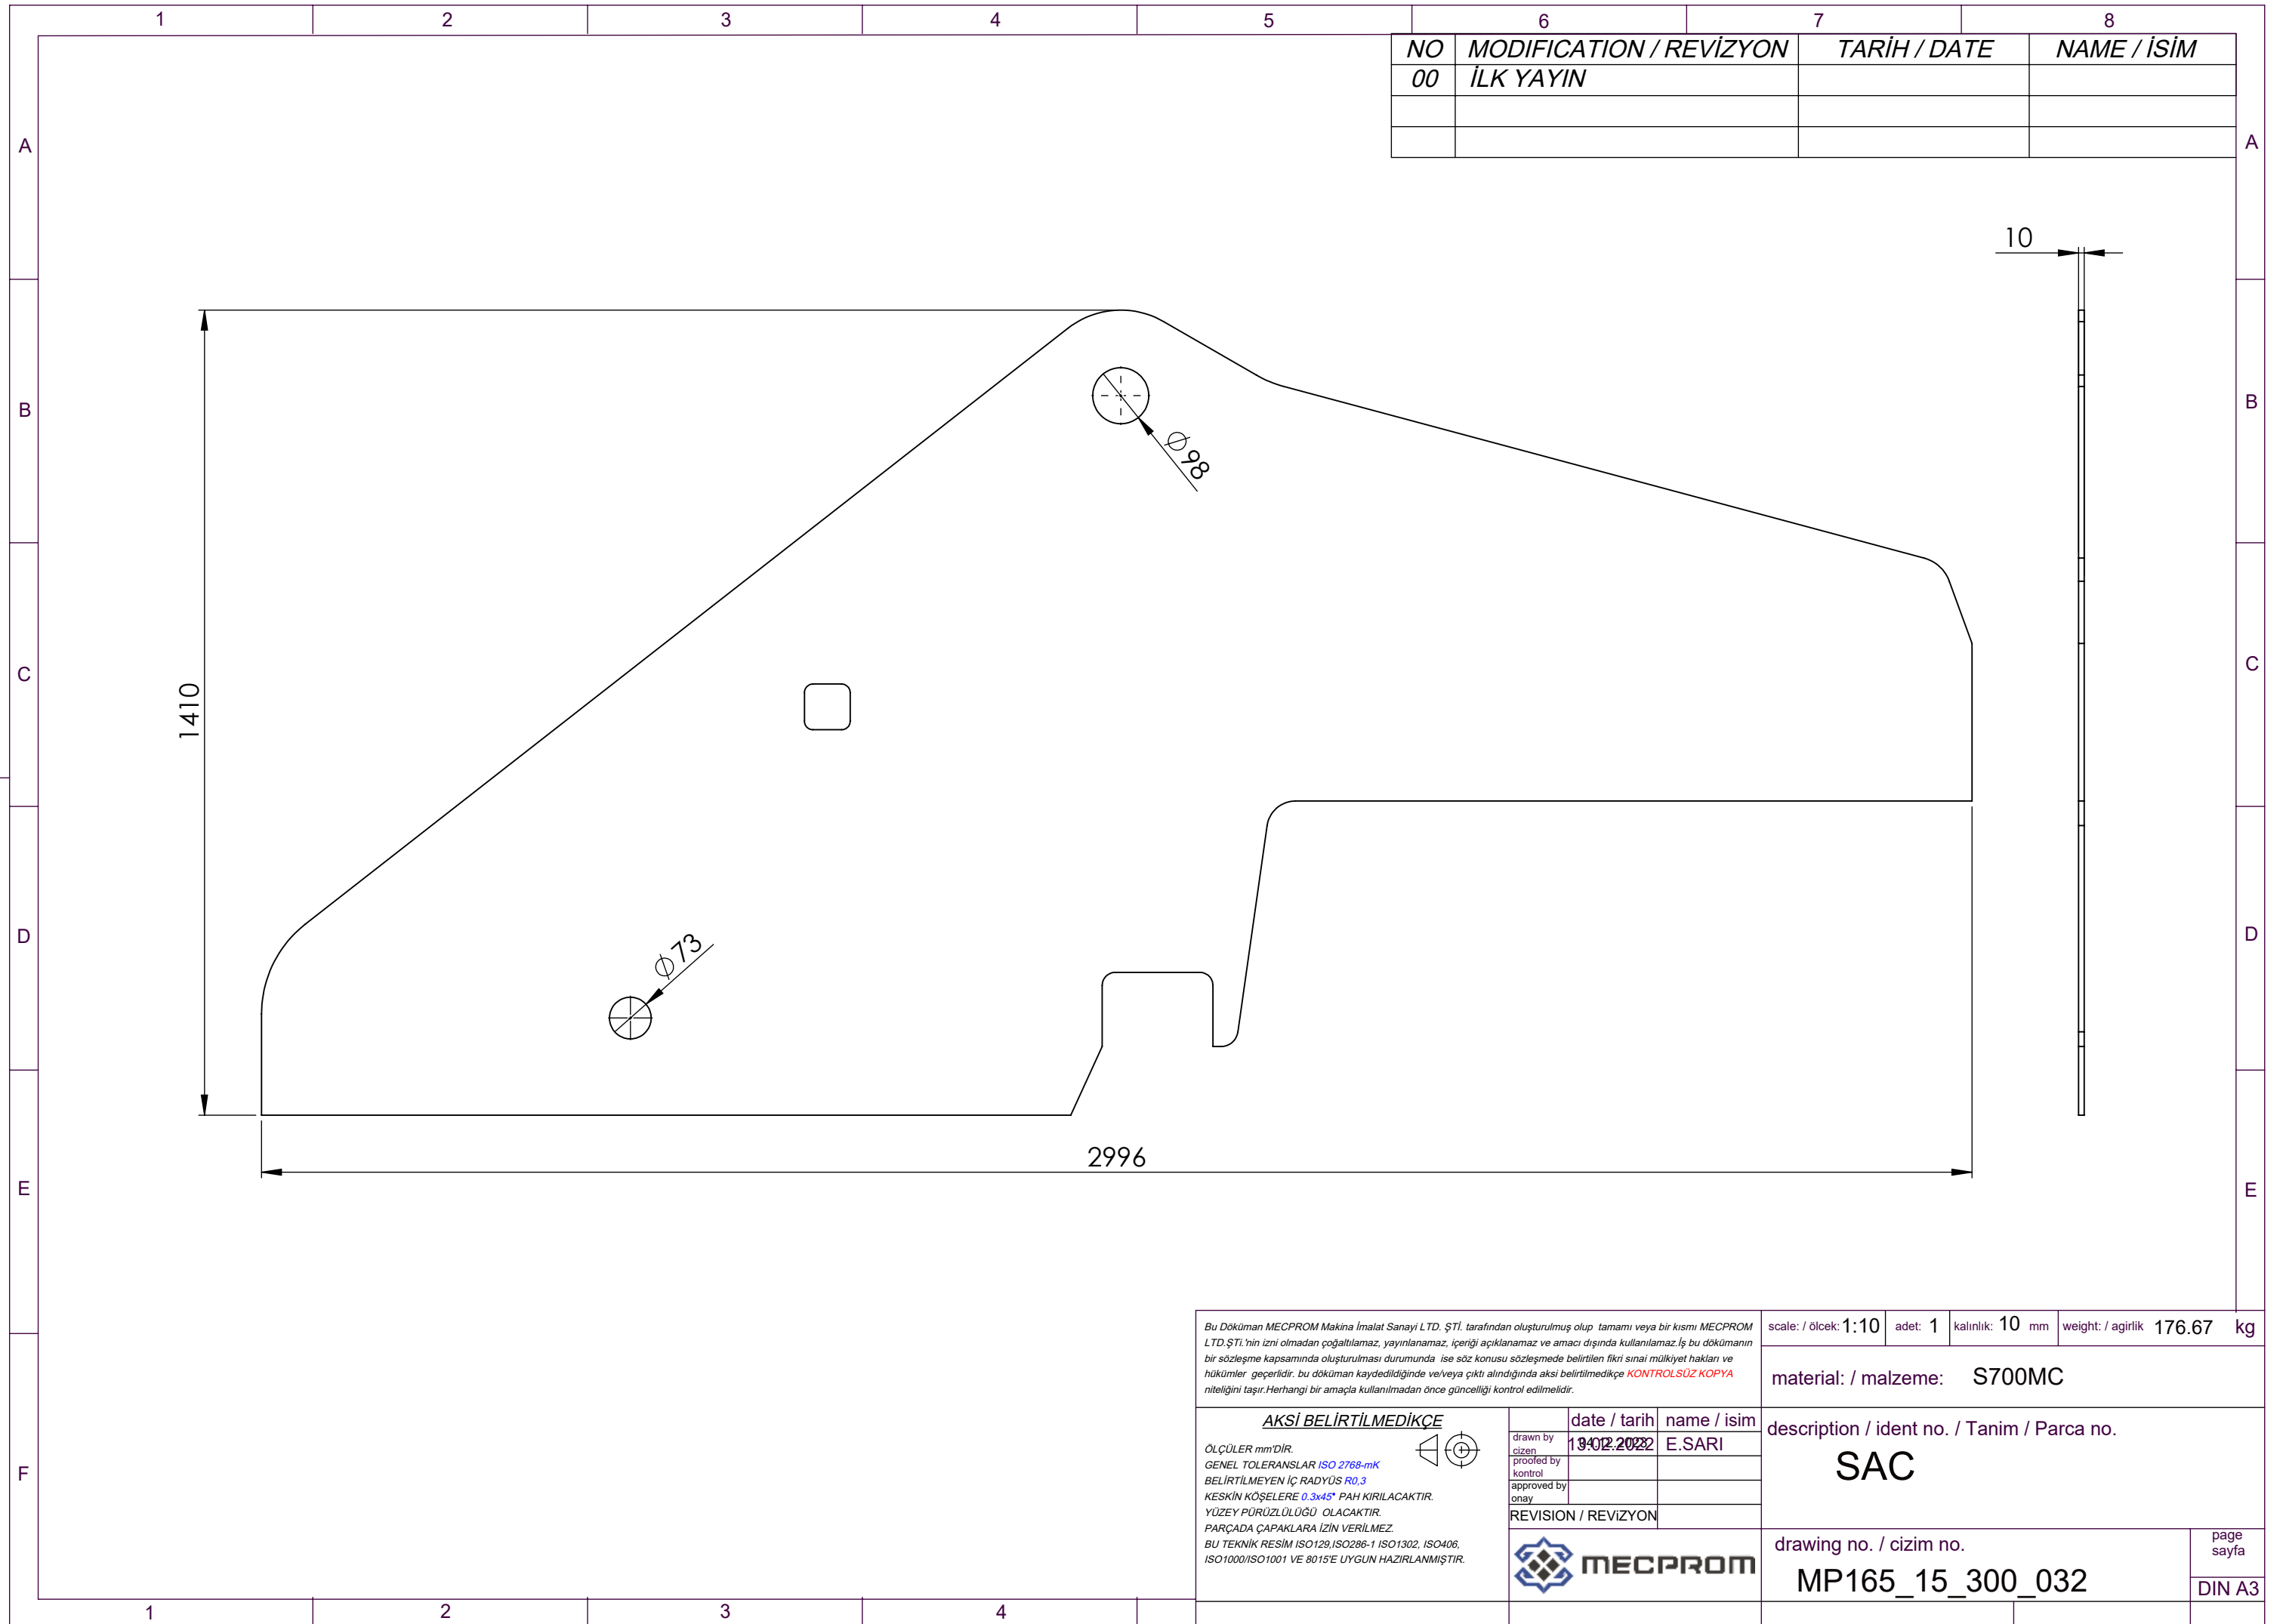 1 2 3 4 5 6 7 8
NO MODIFICATION / REVİZYON TARİH / DATE NAME / İSİM
00 İLK YAYIN
A A
B B
C C
D D
E E
F
10
1410
Ø98
Ø73
2996
Bu Döküman MECPROM Makina İmalat Sanayi LTD. ŞTİ. tarafından oluşturulmuş olup tamamı veya bir kısmı MECPROM
LTD.ŞTi.'nin izni olmadan çoğaltılamaz, yayınlanamaz, içeriği açıklanamaz ve amacı dışında kullanılamaz.İş bu dökümanın
bir sözleşme kapsamında oluşturulması durumunda ise söz konusu sözleşmede belirtilen fikri sınai mülkiyet hakları ve
hükümler geçerlidir. bu döküman kaydedildiğinde ve/veya çıktı alındığında aksi belirtilmedikçe KONTROLSÜZ KOPYA
niteliğini taşır.Herhangi bir amaçla kullanılmadan önce güncelliği kontrol edilmelidir.
scale: / ölcek: 1:10 adet: 1 kalınlık: 10 mm weight: / agirlik 176.67 kg
material: / malzeme: S700MC
AKSİ BELİRTİLMEDİKÇE
ÖLÇÜLER mm'DİR.
GENEL TOLERANSLAR ISO 2768-mK
BELİRTİLMEYEN İÇ RADYÜS R0,3
KESKİN KÖŞELERE 0.3x45° PAH KIRILACAKTIR.
YÜZEY PÜRÜZLÜLÜĞÜ OLACAKTIR.
PARÇADA ÇAPAKLARA İZİN VERİLMEZ.
BU TEKNİK RESİM ISO129,ISO286-1 ISO1302, ISO406,
ISO1000/ISO1001 VE 8015'E UYGUN HAZIRLANMIŞTIR.
date / tarih name / isim
drawn by
cizen
13.02.2022 E.SARI
proofed by
kontrol
approved by
onay
REVISION / REViZYON
MECPROM
description / ident no. / Tanim / Parca no.
SAC
drawing no. / cizim no.
MP165_15_300_032
page
sayfa
DIN A3
1 2 3 4